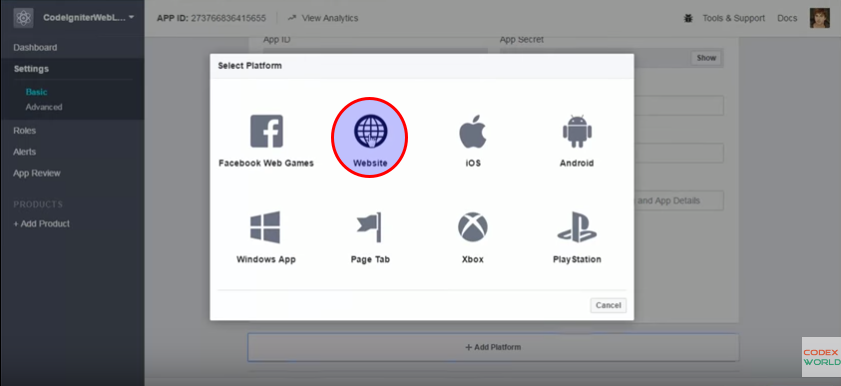 CodeIgniterWebL...
APP ID: 273766836415655
View Analytics
Tools & Support
Docs
Dashboard
Settings
Basic
Advanced
Roles
Alerts
App Review
PRODUCTS
+ Add Product
App ID
App Secret
Show
Select Platform
Facebook Web Games
Website
iOS
Android
Windows App
Page Tab
Xbox
PlayStation
and App Details
Cancel
+ Add Platform
CODEX
WORLD